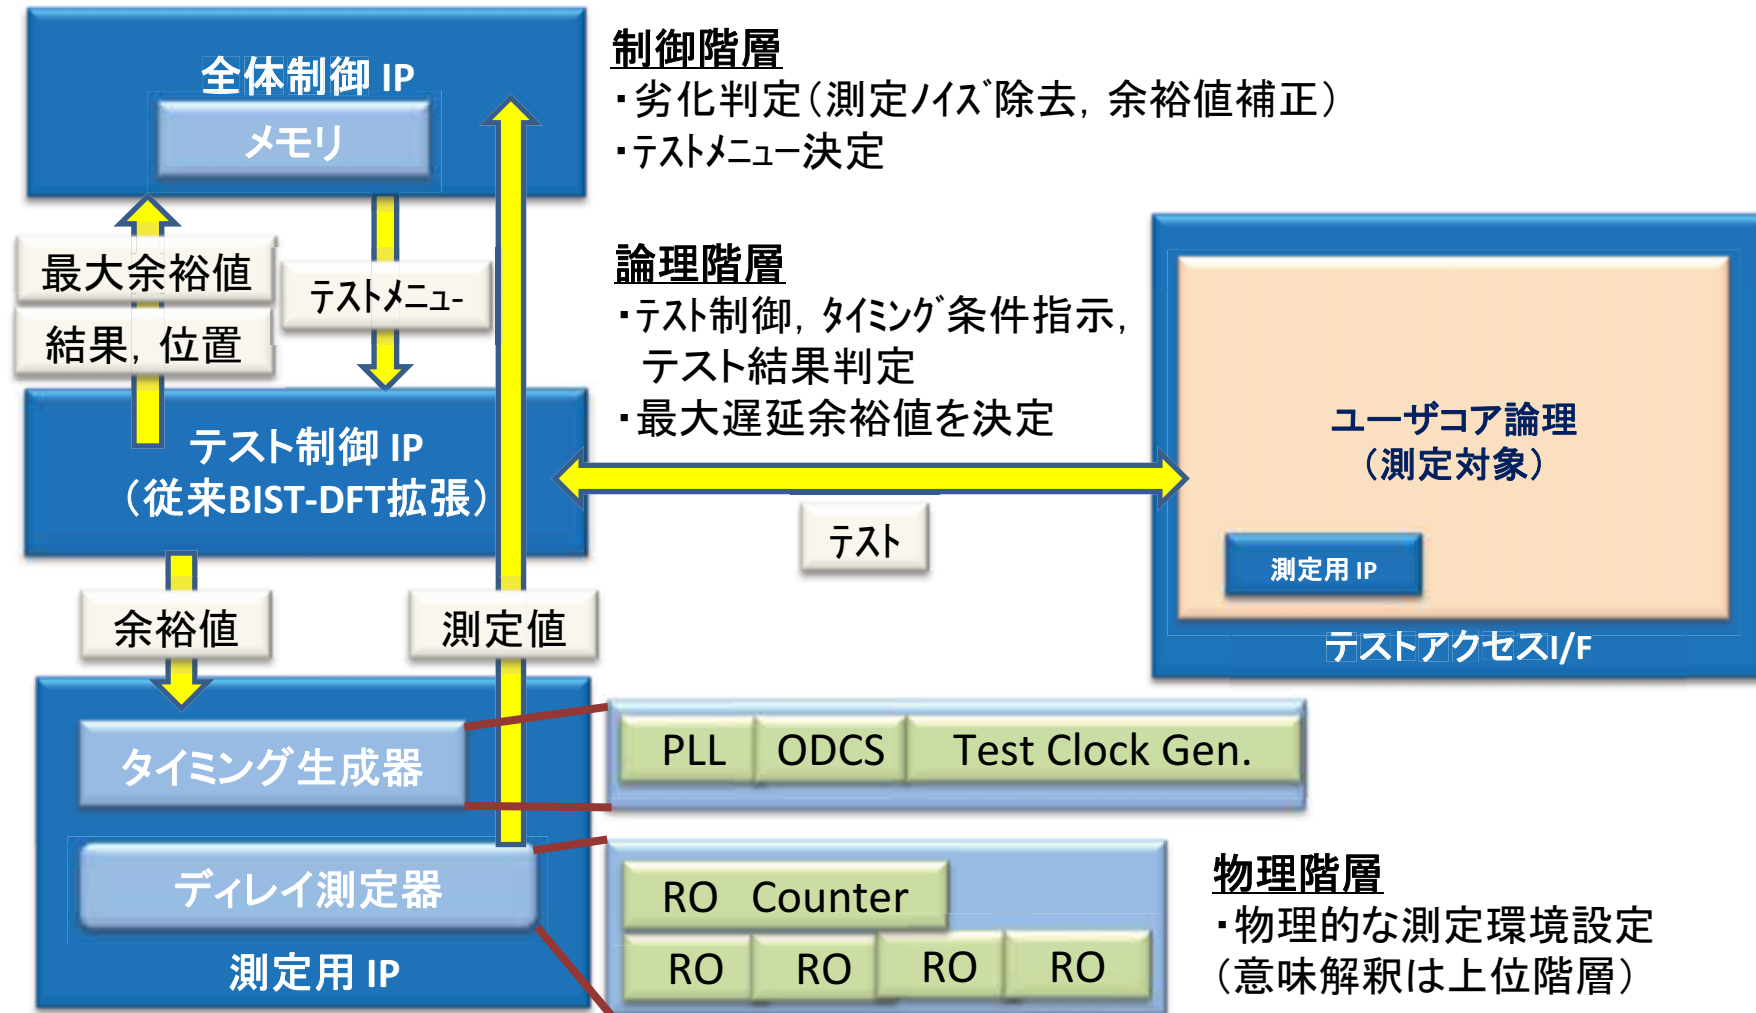 全体制御 IP
メモリ
制御階層
・劣化判定（測定ﾉｲｽﾞ除去，余裕値補正）
・ﾃｽﾄﾒﾆｭｰ決定
最大余裕値
結果，位置
ﾃｽﾄﾒﾆｭｰ
論理階層
・ﾃｽﾄ制御，ﾀｲﾐﾝｸﾞ条件指示，
テスト結果判定
・最大遅延余裕値を決定
テスト制御 IP
（従来BIST-DFT拡張）
テスト
ユーザコア論理
（測定対象）
測定用 IP
テストアクセスI/F
余裕値
測定値
タイミング生成器
ディレイ測定器
測定用 IP
PLL ODCS Test Clock Gen.
RO Counter
RO RO RO RO
物理階層
・物理的な測定環境設定
（意味解釈は上位階層）